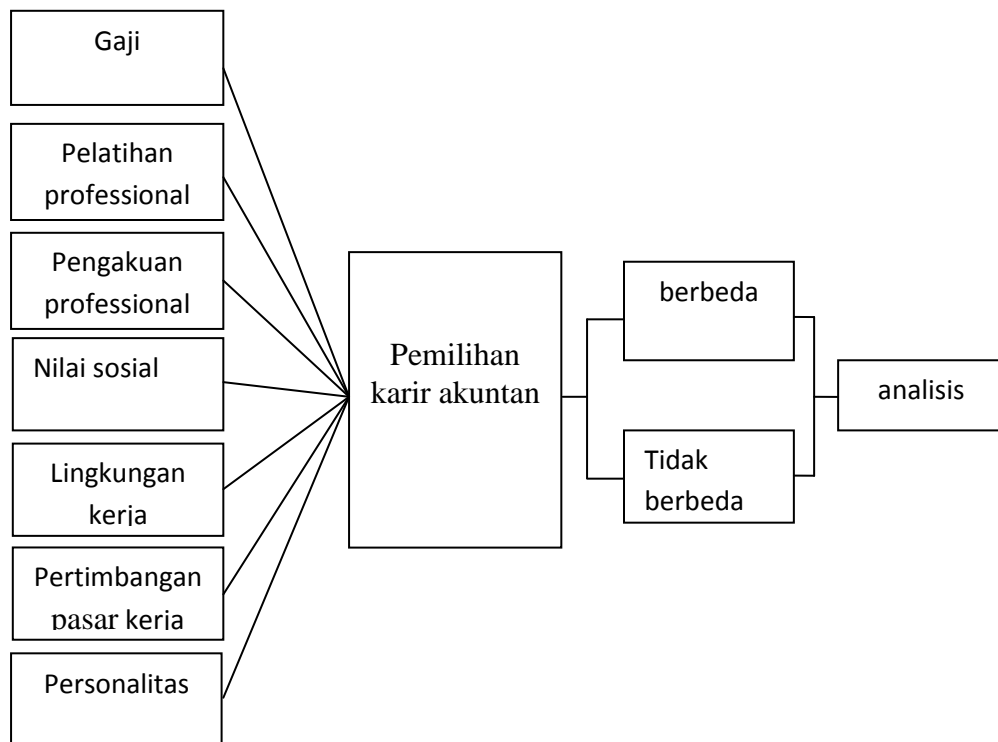 Gaji
Pelatihan
professional
Pengakuan
professional
Nilai sosial
Lingkungan
kerja
Pertimbangan
pasar kerja
Personalitas
Pemilihan
karir akuntan
berbeda
Tidak
berbeda
analisis